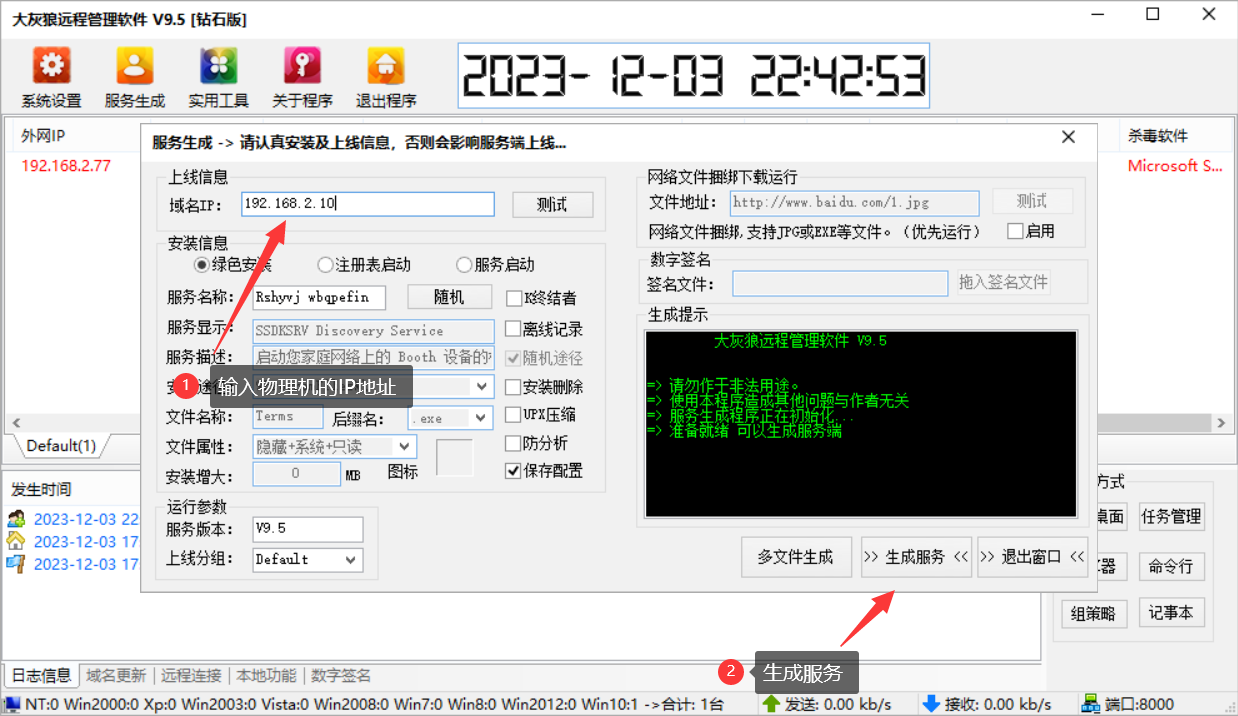 大灰狼远程管理软件 V9.5 [钻石版]
系统设置
服务生成
实用工具
关于程序
退出程序
2023-12-03 22:42:53
外网IP
杀毒软件
192.168.2.77
Microsoft S...
服务生成 -> 请认真安装及上线信息，否则会影响服务端上线...
上线信息
域名IP：
192.168.2.10
测试
安装信息
绿色安装
注册表启动
服务启动
服务名称：
Rshyvj wbqpefin
随机
K终结者
服务显示：
SSDKSRV Discovery Service
离线记录
服务描述：
启动您家庭网络上的 Booth 设备的
随机途径
1
输入物理机的IP地址
安装删除
文件名称：
Terms
后缀名：
.exe
UPX压缩
文件属性：
隐藏+系统+只读
防分析
安装增大：
0
MB
图标
保存配置
运行参数
服务版本：
V9.5
上线分组：
Default
网络文件捆绑下载运行
文件地址：
http://www.baidu.com/1.jpg
测试
网络文件捆绑,支持JPG或EXE等文件。（优先运行）
启用
数字签名
签名文件：
拖入签名文件
生成提示
大灰狼远程管理软件 V9.5
=> 请勿作于非法用途。
=> 使用本程序造成其他问题与作者无关
=> 服务生成程序正在初始化...
=> 准备就绪 可以生成服务端
多文件生成
>> 生成服务 <<
>> 退出窗口 <<
Default(1)
发生时间
2023-12-03 22
2023-12-03 17
2023-12-03 17
方式
桌面
任务管理
器
命令行
组策略
记事本
2
生成服务
日志信息
域名更新
远程连接
本地功能
数字签名
NT:0 Win2000:0 Xp:0 Win2003:0 Vista:0 Win2008:0 Win7:0 Win8:0 Win2012:0 Win10:1 ->合计: 1台
发送: 0.00 kb/s
接收: 0.00 kb/s
端口:8000